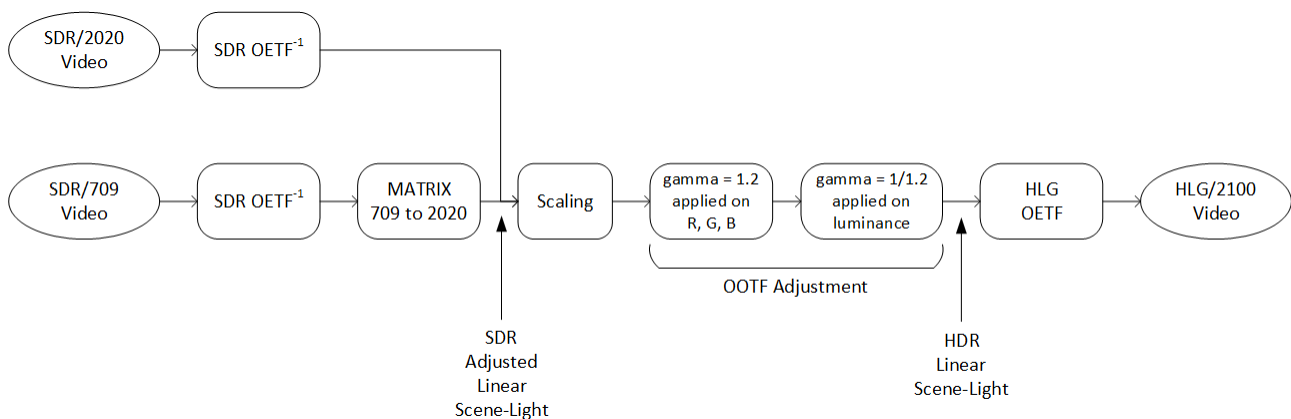 SDR/2020
Video
SDR OETF-1
SDR/709
Video
SDR OETF-1
MATRIX
709 to 2020
Scaling
gamma = 1.2
applied on
R, G, B
gamma = 1/1.2
applied on
luminance
HLG
OETF
HLG/2100
Video
OOTF Adjustment
SDR
Adjusted
Linear
Scene-Light
HDR
Linear
Scene-Light